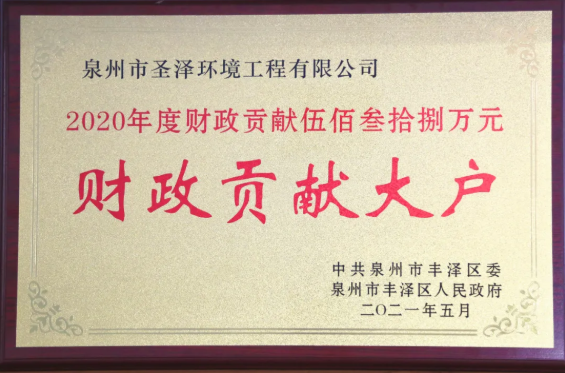 泉州市圣泽环境工程有限公司
2020年度财政贡献伍佰叁拾捌万元
财政贡献大户
中共泉州市丰泽区委
泉州市丰泽区人民政府
二〇二一年五月